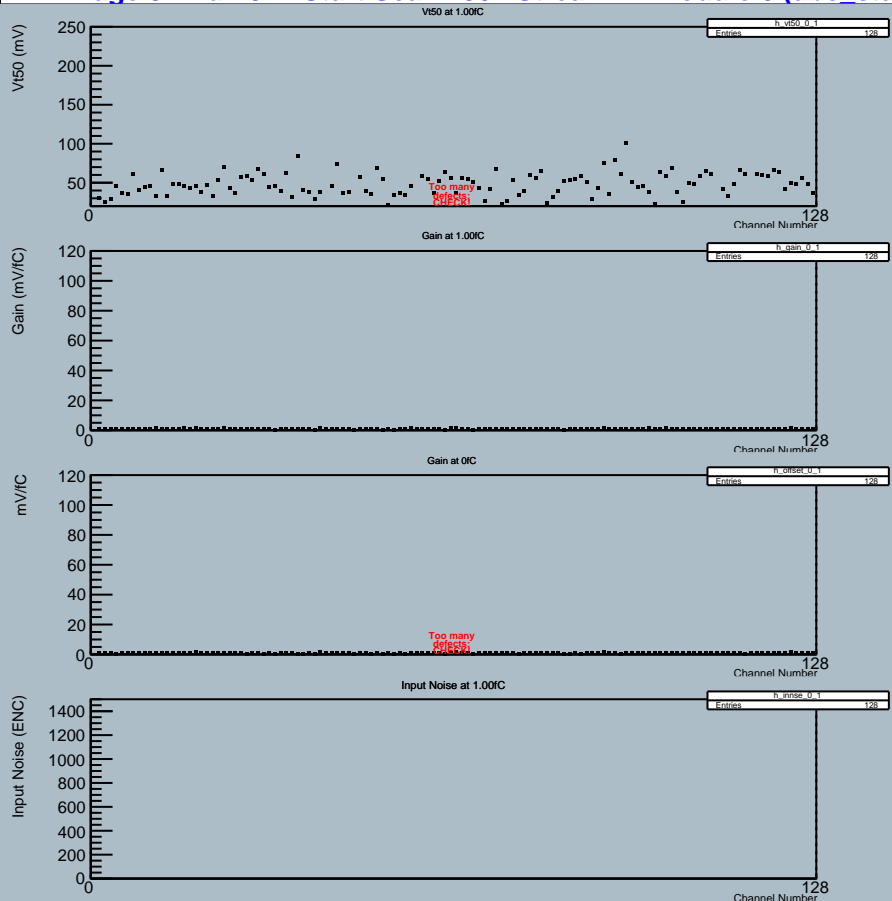 Vt50 at 1.00fC
h_vt50_0_1
Entries 128
Vt50 (mV)
250
200
150
100
50
Too many
defects:
CHECK!
0
128
Channel Number
Gain at 1.00fC
h_gain_0_1
Entries 128
Gain (mV/fC)
120
100
80
60
40
20
0
0
128
Channel Number
Gain at 0fC
h_offset_0_1
Entries 128
mV/fC
120
100
80
60
40
20
Too many
defects:
CHECK!
0
0
128
Channel Number
Input Noise at 1.00fC
h_innse_0_1
Entries 128
Input Noise (ENC)
1400
1200
1000
800
600
400
200
0
0
128
Channel Number